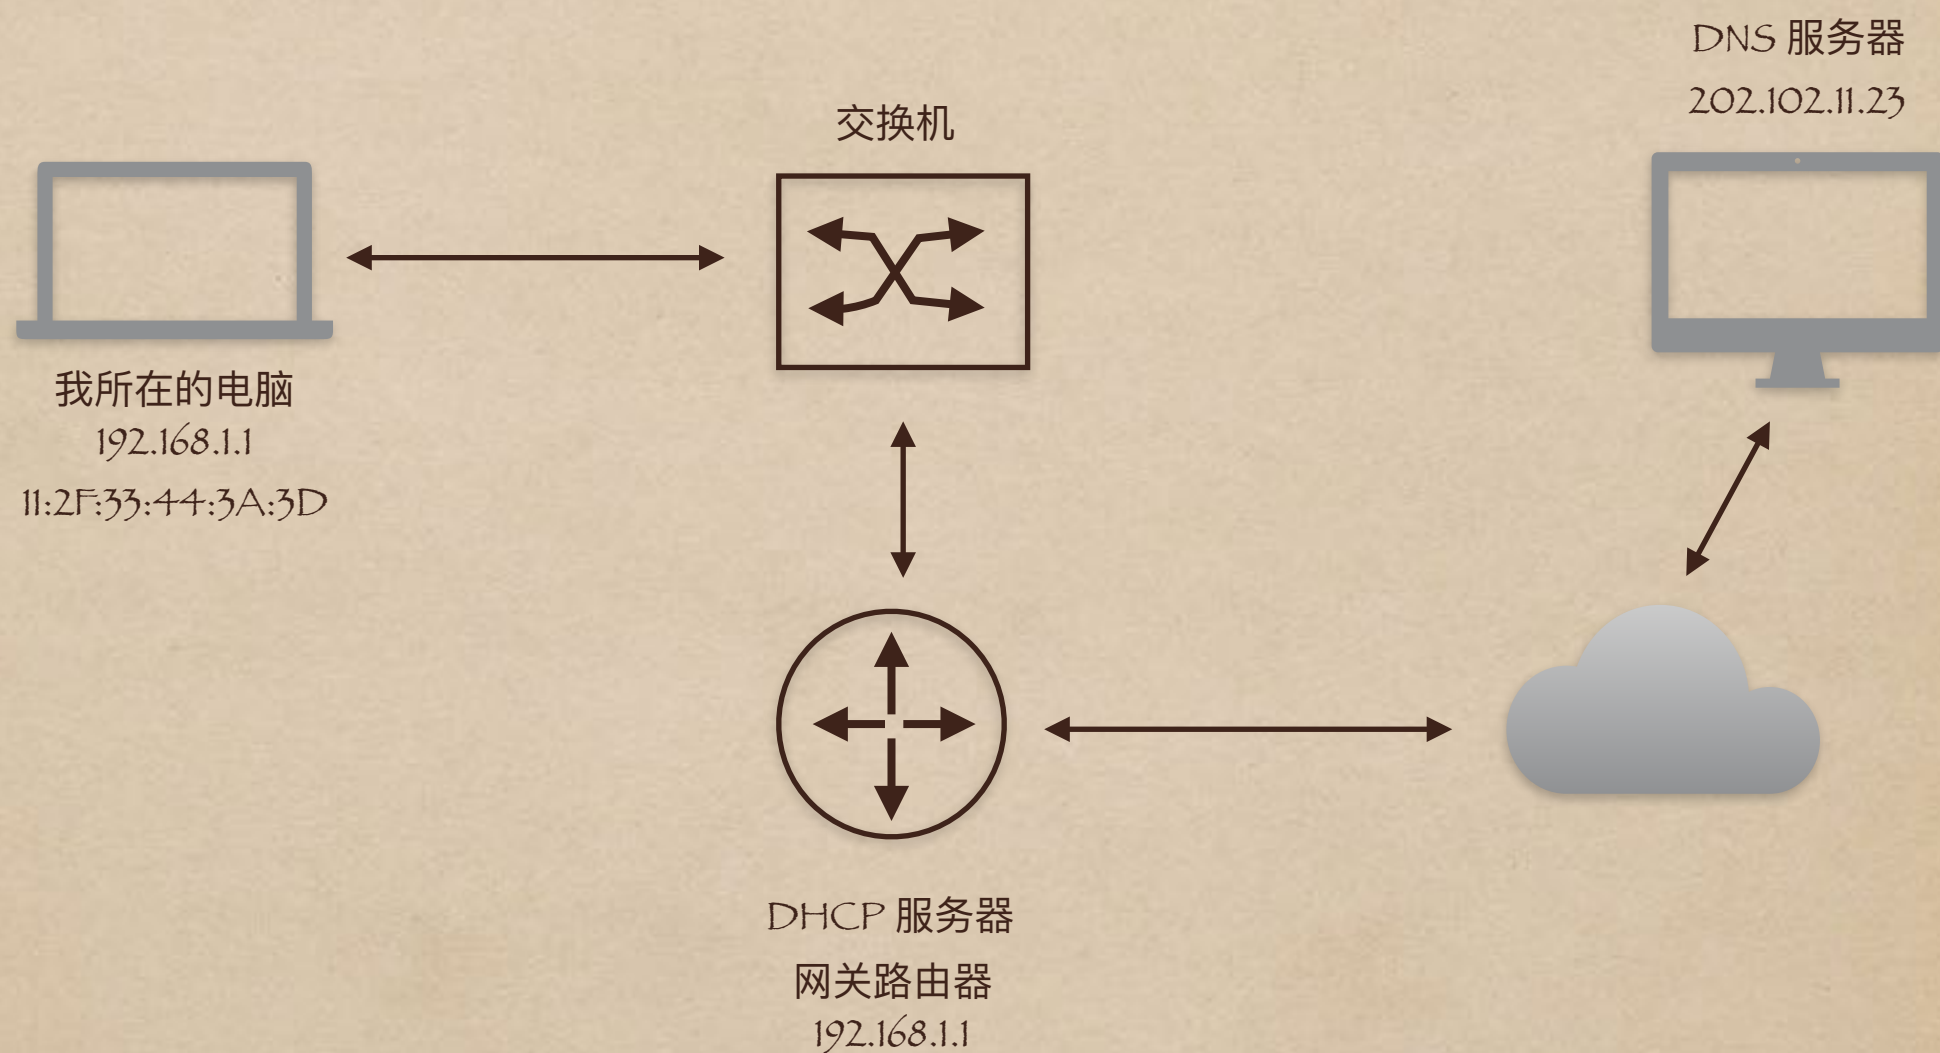 DNS 服务器
202.102.11.23
交换机
我所在的电脑
192.168.1.1
11:2F:33:44:3A:3D
DHCP 服务器
网关路由器
192.168.1.1